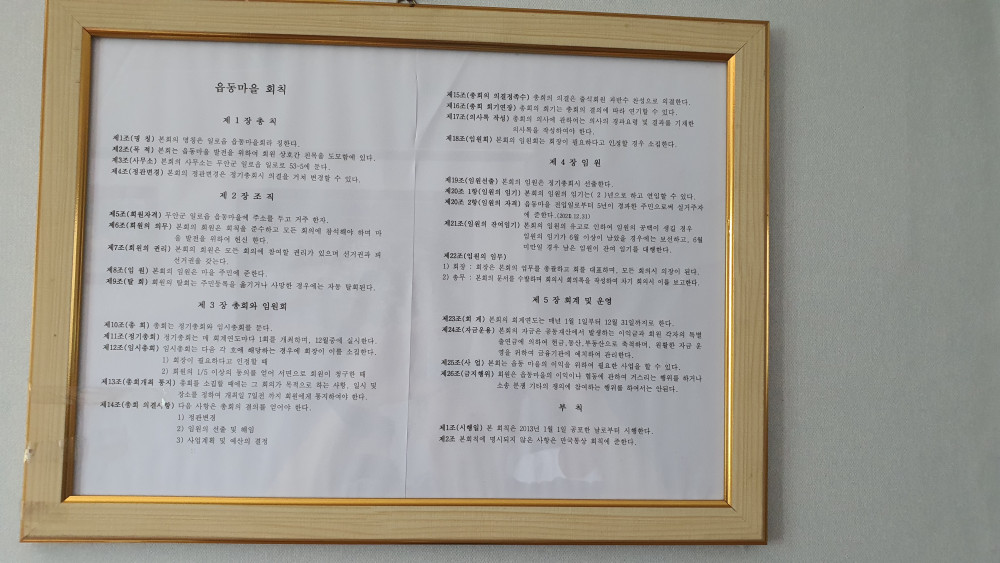 읍동마을 회칙
제 1 장 총 칙
제1조(명 칭) 본회의 명칭은 일로읍 읍동마을회라 칭한다.
제2조(목 적) 본회는 읍동마을 발전을 위하여 회원 상호간 친목을 도모함에 있다.
제3조(사무소) 본회의 사무소는 무안군 일로읍 일로로 53-5에 둔다.
제4조(정관변경) 본회의 정관변경은 정기총회시 의결을 거쳐 변경할 수 있다.
제 2 장 조 직
제5조(회원자격) 무안군 일로읍 읍동마을에 주소를 두고 거주 한자.
제6조(회원의 의무) 본회의 회원은 회칙을 준수하고 모든 회의에 참석해야 하며 마
을 발전을 위하여 헌신 한다.
제7조(회원의 권리) 본회의 회원은 모든 회의에 참여할 권리가 있으며 선거권과 피
선거권을 갖는다.
제8조(임 원) 본회의 임원은 마을 주민에 준한다.
제9조(탈 회) 회원의 탈회는 주민등록을 옮기거나 사망한 경우에는 자동 탈회된다.
제 3 장 총회와 임원회
제10조(총 회) 총회는 정기총회와 임시총회를 둔다.
제11조(정기총회) 정기총회는 매 회계연도마다 1회를 개최하며, 12월중에 실시한다.
제12조(임시총회) 임시총회는 다음 각 호에 해당하는 경우에 회장이 이를 소집한다.
1) 회장이 필요하다고 인정할 때
2) 회원의 1/5 이상의 동의를 얻어 서면으로 회원이 청구한 때
제13조(총회개최 통지) 총회를 소집할 때에는 그 회의가 목적으로 하는 사항, 일시 및
장소를 정하여 개최일 7일전 까지 회원에게 통지하여야 한다.
제14조(총회 의결사항) 다음 사항은 총회의 결의를 얻어야 한다.
1) 정관변경
2) 임원의 선출 및 해임
3) 사업계획 및 예산의 결정
제15조(총회의 의결정족수) 총회의 의결은 출석회원 과반수 찬성으로 의결한다.
제16조(총회 회기연장) 총회의 회기는 총회의 결의에 따라 연기할 수 있다.
제17조(의사록 작성) 총회의 의사에 관하여는 의사의 경과요령 및 결과를 기재한
의사록을 작성하여야 한다.
제18조(임원회) 본회의 임원회는 회장이 필요하다고 인정할 경우 소집한다.
제 4 장 임 원
제19조(임원선출) 본회의 임원은 정기총회시 선출한다.
제20조 1항(임원의 임기) 본회의 임원의 임기는( 2 )년으로 하고 연임할 수 있다.
제20조 2항(임원의 자격) 읍동마을 전입일로부터 5년이 경과한 주민으로써 실거주자
에 준한다.(2021. 12. 31)
제21조(임원의 잔여임기) 본회의 임원의 유고로 인하여 임원의 공백이 생길 경우
임원의 임기가 6월 이상이 남았을 경우에는 보선하고, 6월
미만일 경우 남은 임원이 잔여 임기를 대행한다.
제22조(임원의 임무)
1) 회장 : 회장은 본회의 업무를 총괄하고 회를 대표하며, 모든 회의시 의장이 된다.
2) 총무 : 본회의 문서를 수발하며 회의시 회의록을 작성하여 차기 회의시 이를 보고한다.
제 5 장 회계 및 운영
제23조(회 계) 본회의 회계연도는 매년 1월 1일부터 12월 31일까지로 한다.
제24조(자금운용) 본회의 자금은 공동재산에서 발생하는 이익금과 회원 각자의 특별
출연금에 의하여 현금,동산,부동산으로 축적하며, 원활한 자금 운
영을 위하여 금융기관에 예치하여 관리한다.
제25조(사 업) 본회는 읍동 마을의 이익을 위하여 필요한 사업을 할 수 있다.
제26조(금지행위) 회원은 읍동마을의 이익이나 협동에 관하여 거스리는 행위를 하거나
소송 분쟁 기타의 쟁의에 참여하는 행위를 하여서는 안된다.
부 칙
제1조(시행일) 본 회칙은 2013년 1월 1일 공포한 날로부터 시행한다.
제2조 본회칙에 명시되지 않은 사항은 만국통상 회칙에 준한다.